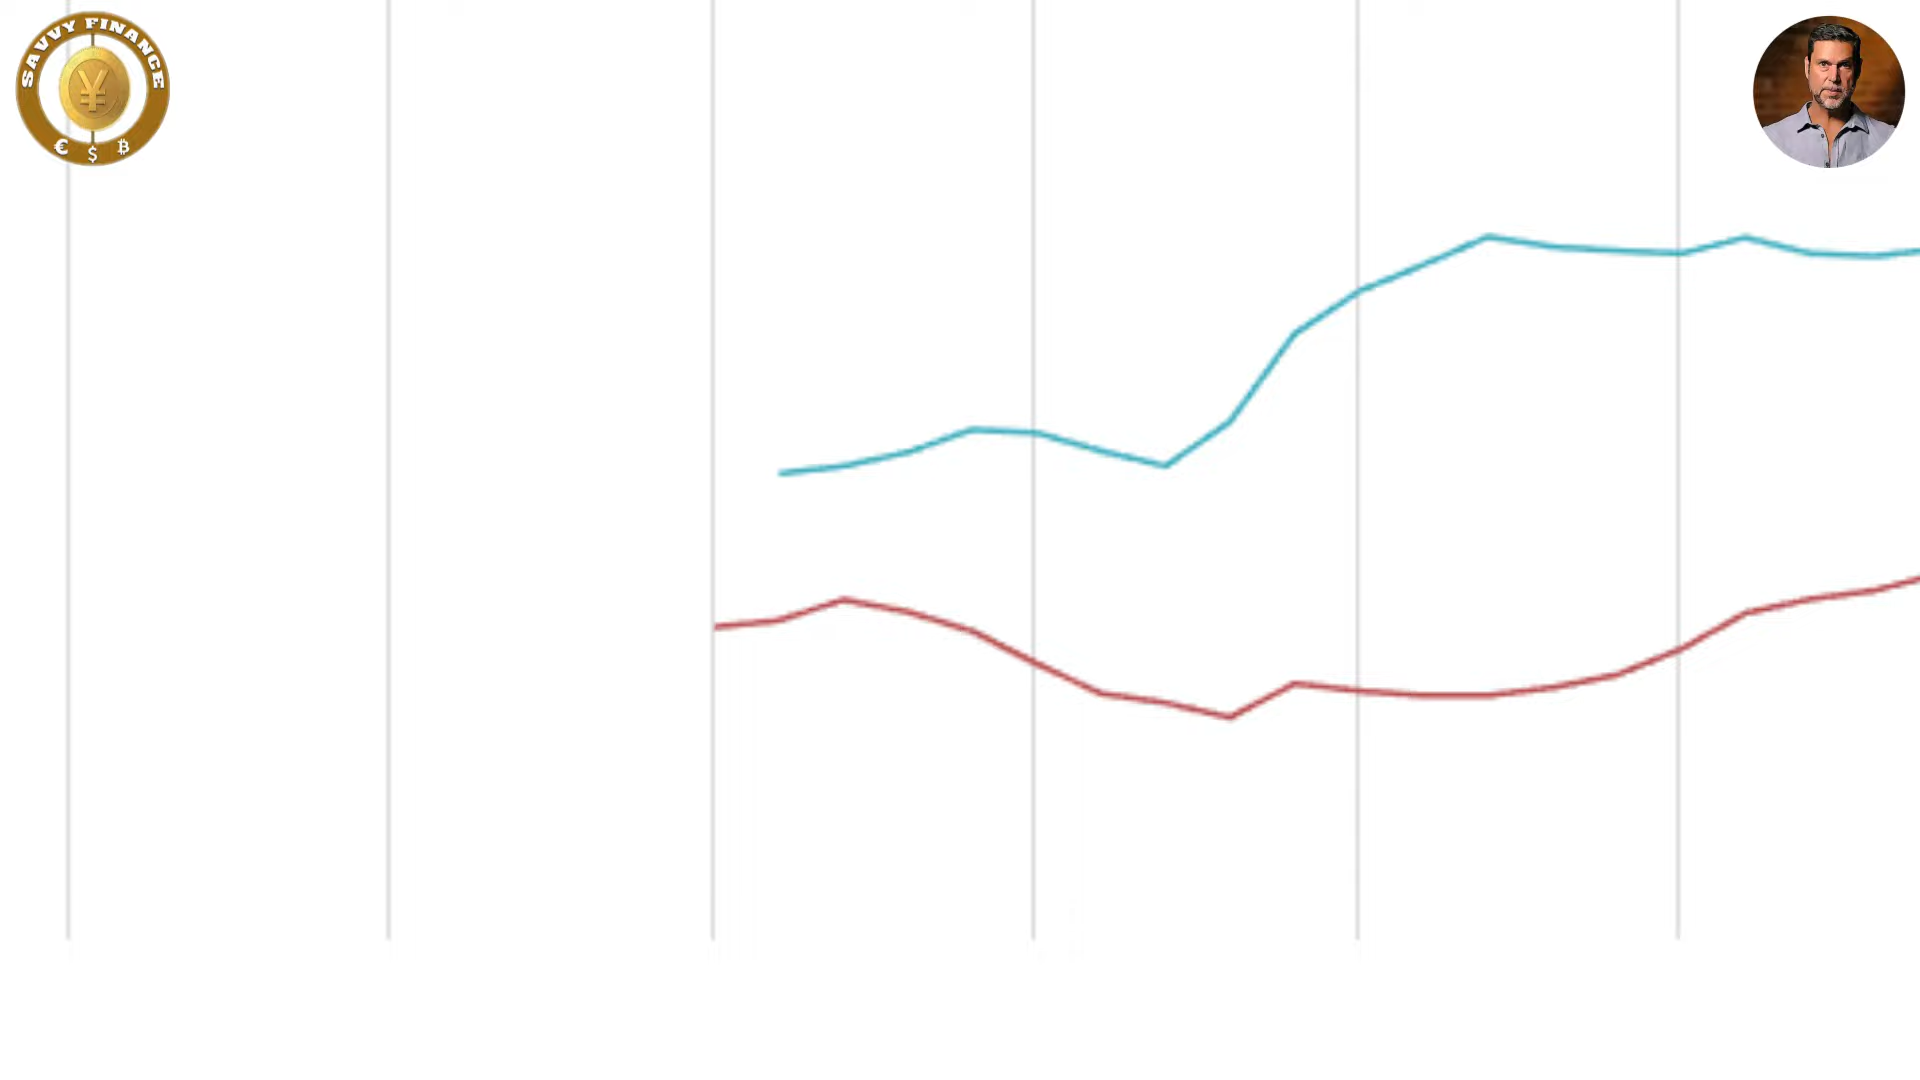 SAVVY FINANCE
¥
€ $ ₿